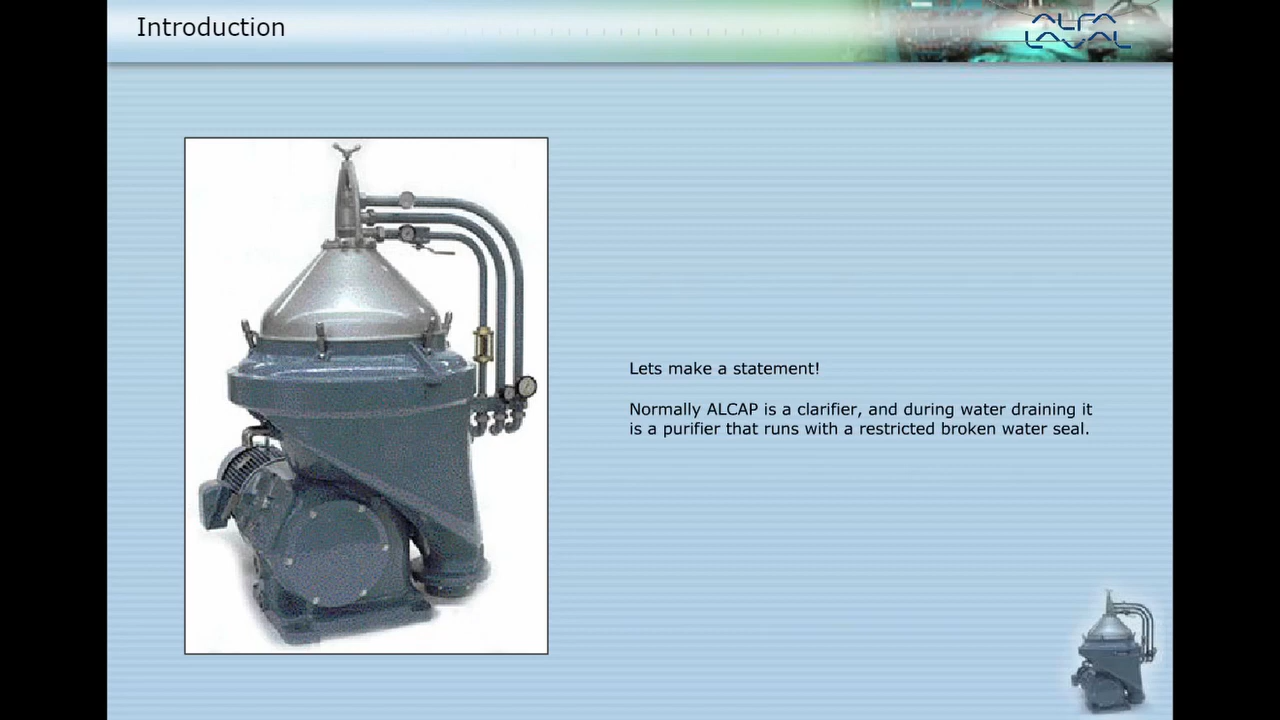 Introduction
ALFA
LAVAL
Lets make a statement!
Normally ALCAP is a clarifier, and during water draining it
is a purifier that runs with a restricted broken water seal.